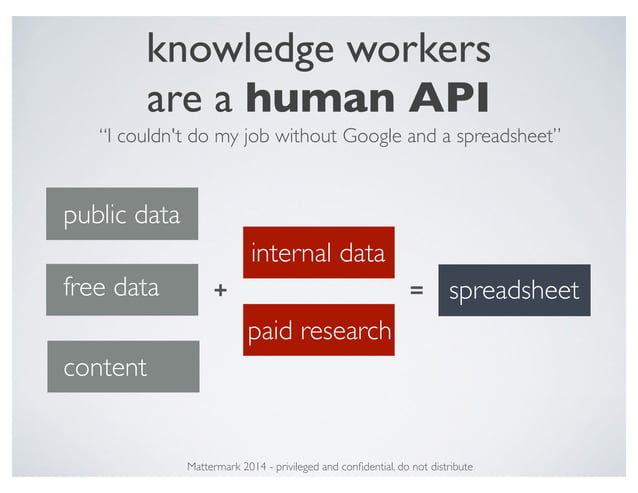 knowledge workers
are a human API
“I couldn't do my job without Google and a spreadsheet”
public data
free data
content
+
internal data
paid research
=
spreadsheet
Mattermark 2014 - privileged and confidential, do not distribute